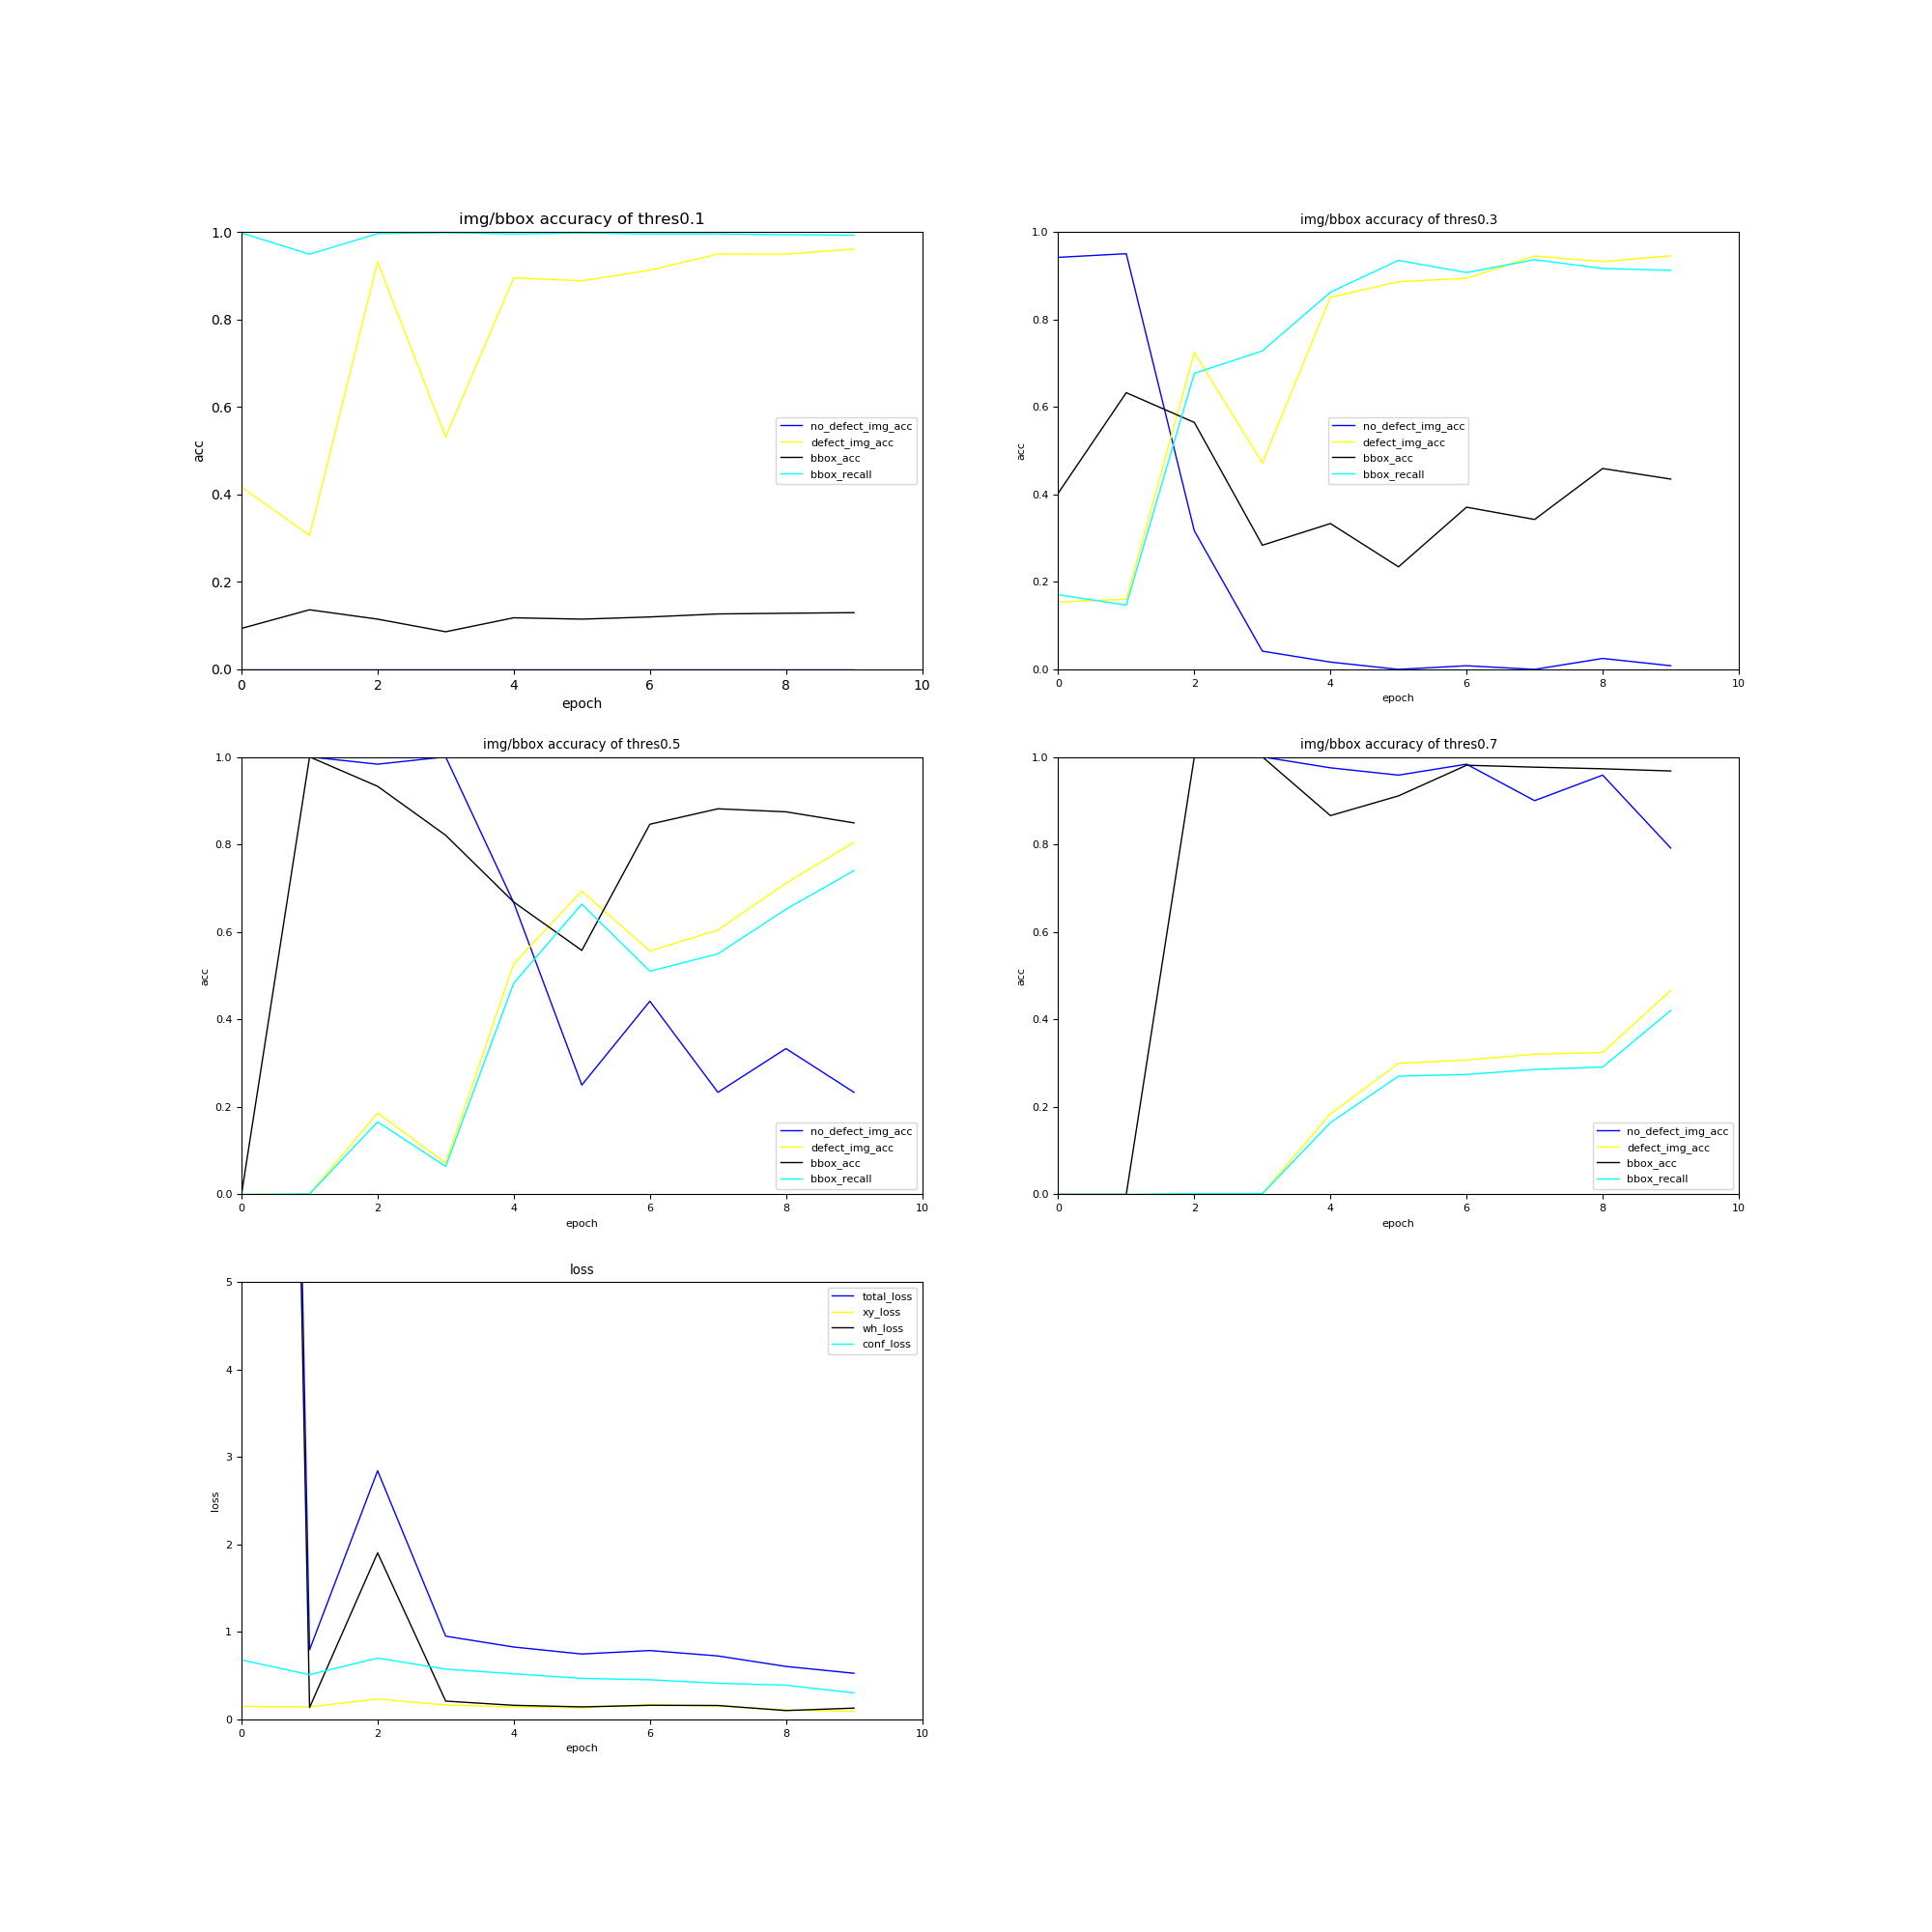 img/bbox accuracy of thres0.1
1.0
0.8
0.6
0.4
0.2
0.0
acc
0 2 4 6 8 10
epoch
no_defect_img_acc
defect_img_acc
bbox_acc
bbox_recall
img/bbox accuracy of thres0.3
1.0
0.8
0.6
0.4
0.2
0.0
acc
0 2 4 6 8 10
epoch
no_defect_img_acc
defect_img_acc
bbox_acc
bbox_recall
img/bbox accuracy of thres0.5
1.0
0.8
0.6
0.4
0.2
0.0
acc
0 2 4 6 8 10
epoch
no_defect_img_acc
defect_img_acc
bbox_acc
bbox_recall
img/bbox accuracy of thres0.7
1.0
0.8
0.6
0.4
0.2
0.0
acc
0 2 4 6 8 10
epoch
no_defect_img_acc
defect_img_acc
bbox_acc
bbox_recall
loss
5
4
3
2
1
0
loss
0 2 4 6 8 10
epoch
total_loss
xy_loss
wh_loss
conf_loss